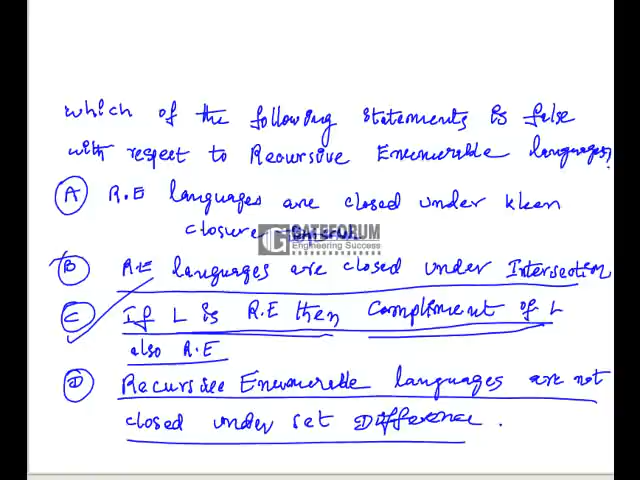 which of the following statements is false
with respect to Recursive Enumerable languages?
A R.E languages are closed under kleen
closure
GATEFORUM
Engineering Success
B R.E languages are closed under Intersection
C If L is R.E then Compliment of L
also R.E
D Recursive Enumerable languages are not
closed under set Difference.